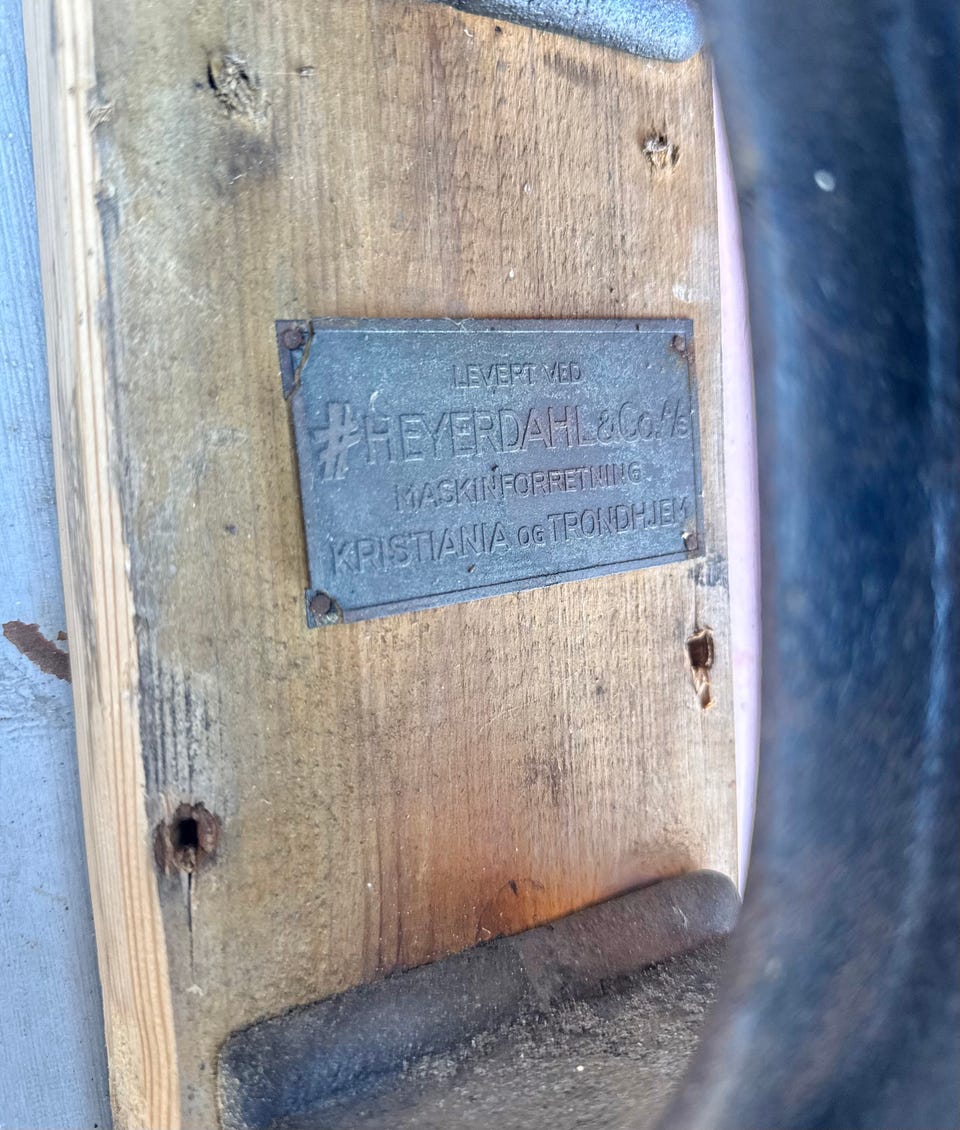 LEVERT VED
# HEYERDAHL & Co. A/S
MASKINFORRETNING
KRISTIANIA OG TRONDHJEM